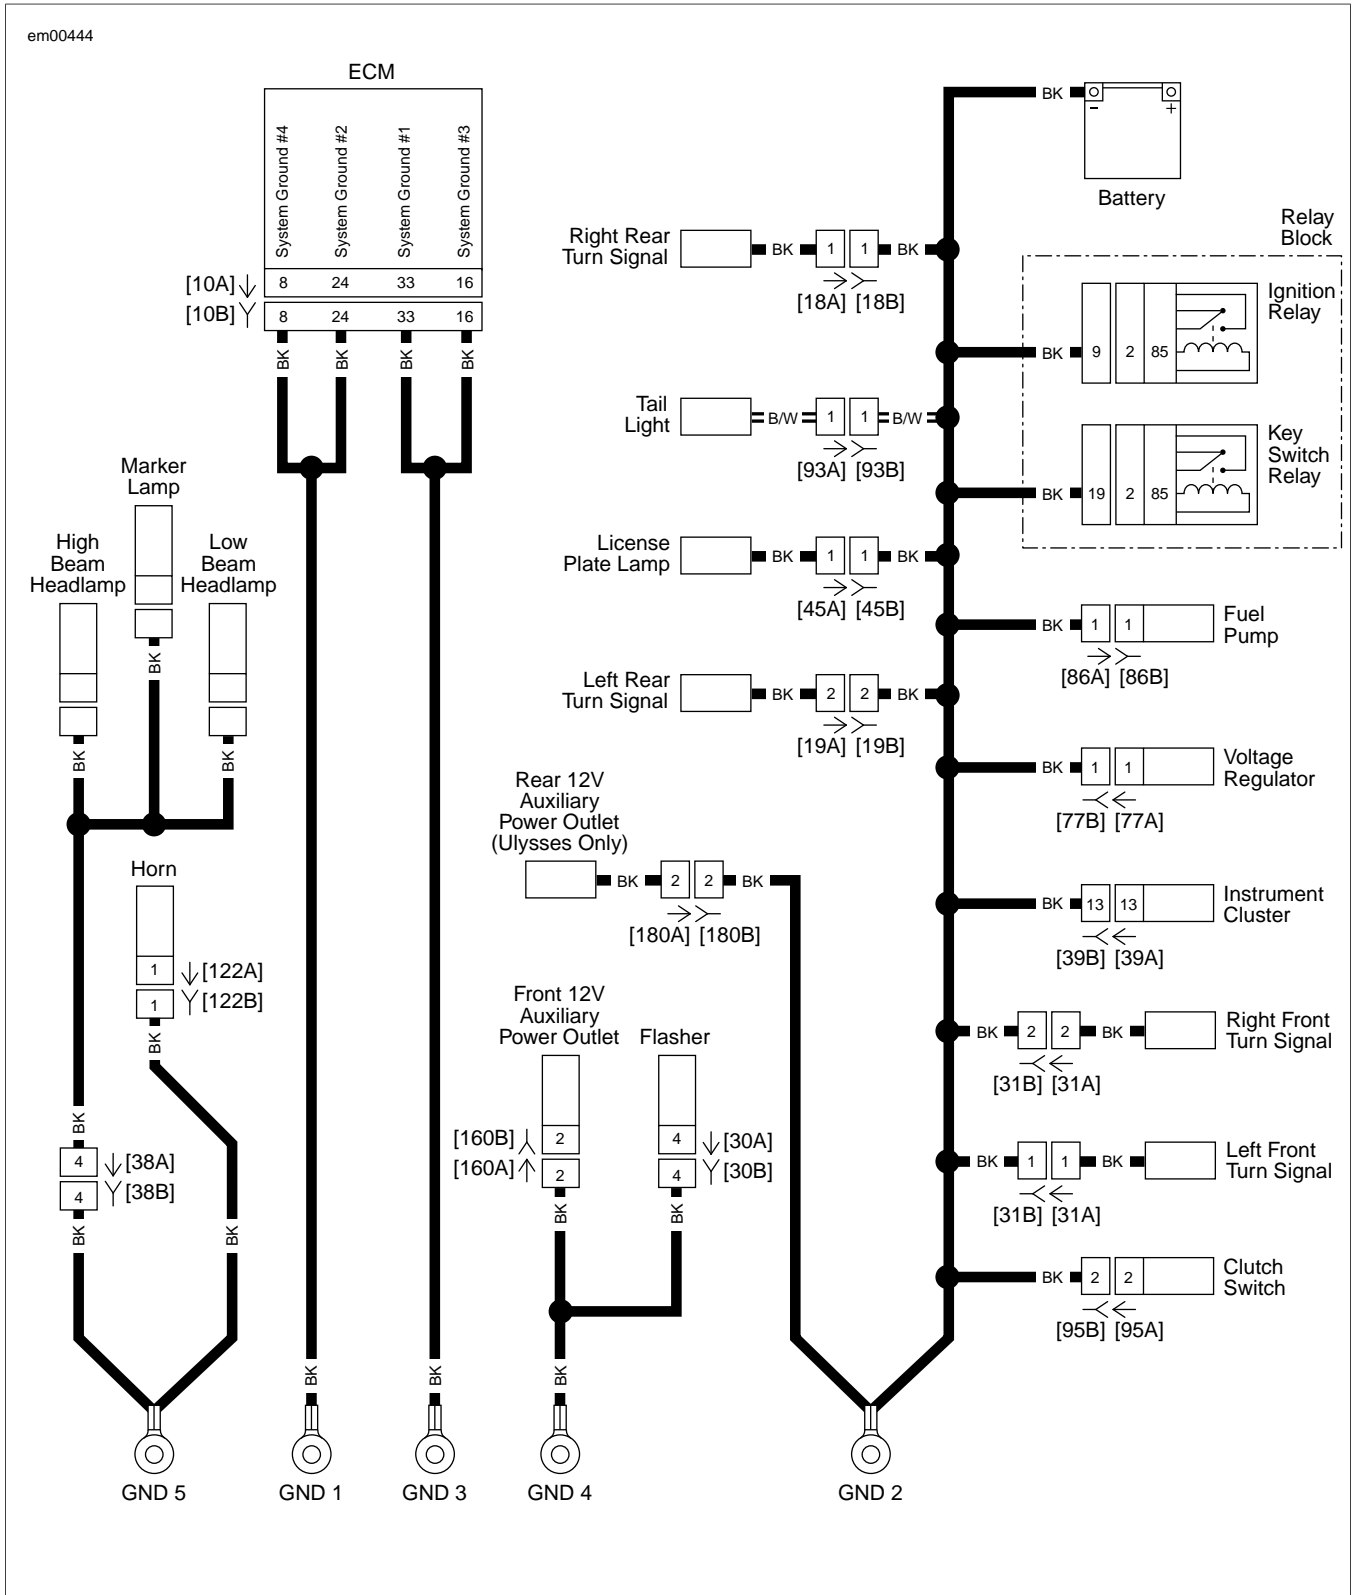 em00444
ECM
System Ground #4
System Ground #2
System Ground #1
System Ground #3
[10A] 8 24 33 16
[10B] 8 24 33 16
BK BK BK BK
BK
-
+
Battery
Relay
Block
Right Rear
Turn Signal
BK 1 1 BK
[18A] [18B]
BK 9 2 85
Ignition
Relay
Tail
Light
B/W 1 1 B/W
[93A] [93B]
BK 19 2 85
Key
Switch
Relay
License
Plate Lamp
BK 1 1 BK
[45A] [45B]
BK 1 1
Fuel
Pump
[86A] [86B]
Left Rear
Turn Signal
BK 2 2 BK
[19A] [19B]
BK 1 1
Voltage
Regulator
[77B] [77A]
Marker
Lamp
High
Beam
Headlamp
Low
Beam
Headlamp
BK
BK
BK
Rear 12V
Auxiliary
Power Outlet
(Ulysses Only)
BK 2 2 BK
[180A] [180B]
BK 13 13
Instrument
Cluster
[39B] [39A]
Horn
1 [122A]
1 [122B]
BK
Front 12V
Auxiliary
Power Outlet
Flasher
[160B] 2
[160A] 2
4 [30A]
4 [30B]
BK
BK
BK 2 2 BK
Right Front
Turn Signal
[31B] [31A]
BK
4 [38A]
4 [38B]
BK
BK
BK 1 1 BK
Left Front
Turn Signal
[31B] [31A]
BK 2 2
Clutch
Switch
[95B] [95A]
BK
BK
BK
GND 5
GND 1
GND 3
GND 4
GND 2